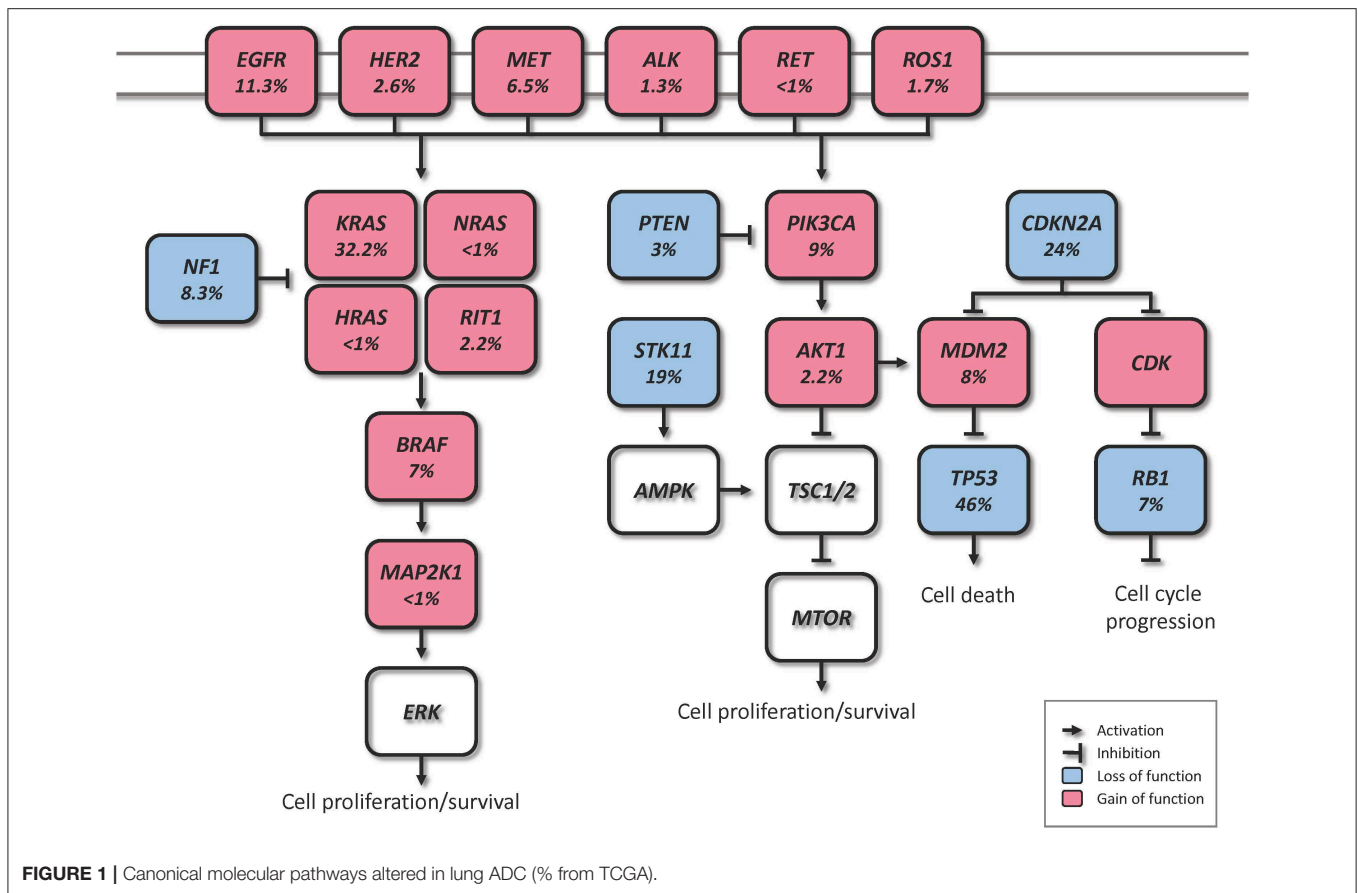 EGFR
11.3%
HER2
2.6%
MET
6.5%
ALK
1.3%
RET
<1%
ROS1
1.7%
NF1
8.3%
KRAS
32.2%
NRAS
<1%
HRAS
<1%
RIT1
2.2%
BRAF
7%
MAP2K1
<1%
ERK
Cell proliferation/survival
PTEN
3%
PIK3CA
9%
STK11
19%
AKT1
2.2%
AMPK
TSC1/2
MTOR
Cell proliferation/survival
CDKN2A
24%
MDM2
8%
CDK
TP53
46%
RB1
7%
Cell death
Cell cycle
progression
Activation
Inhibition
Loss of function
Gain of function
FIGURE 1 | Canonical molecular pathways altered in lung ADC (% from TCGA).